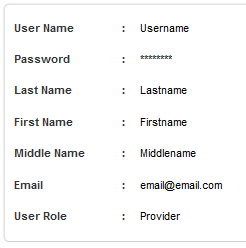 User Name : Username
Password : ********
Last Name : Lastname
First Name : Firstname
Middle Name : Middlename
Email : email@email.com
User Role : Provider